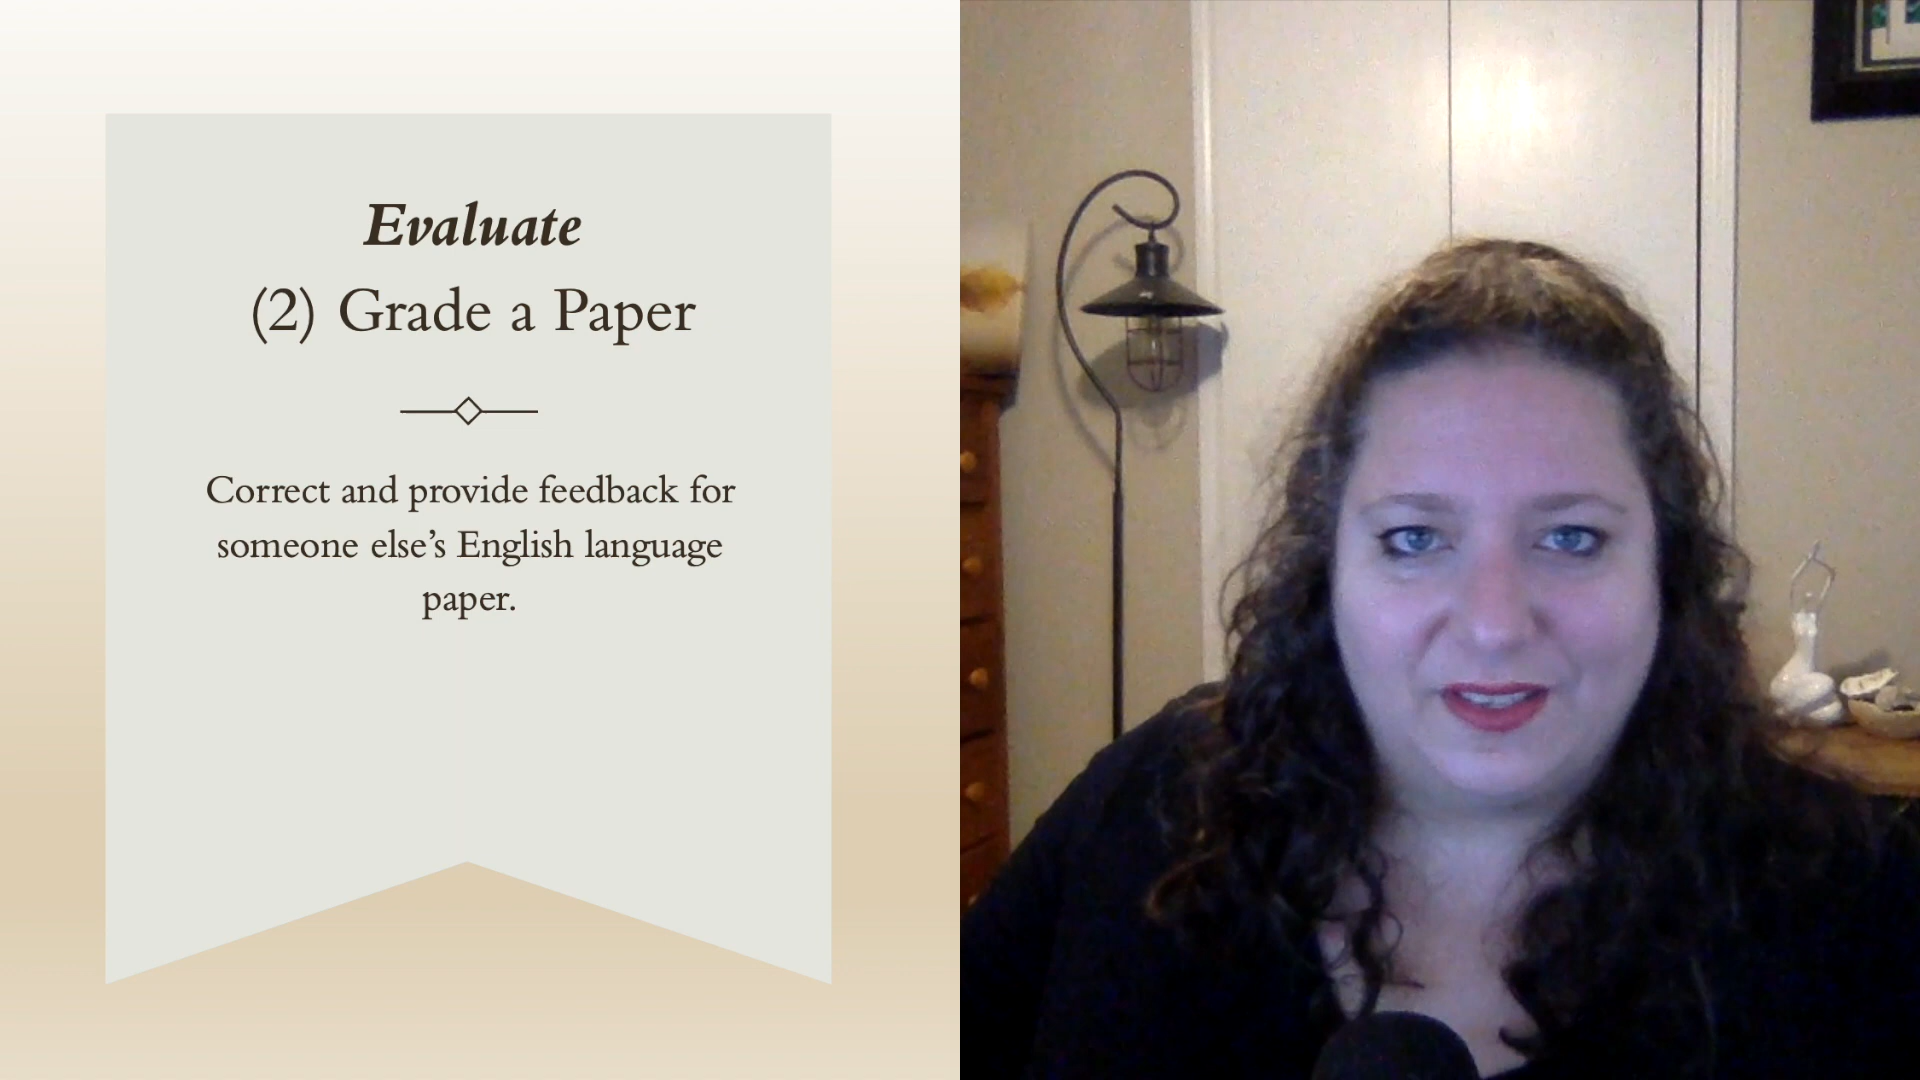 Evaluate
(2) Grade a Paper
Correct and provide feedback for
someone else’s English language
paper.